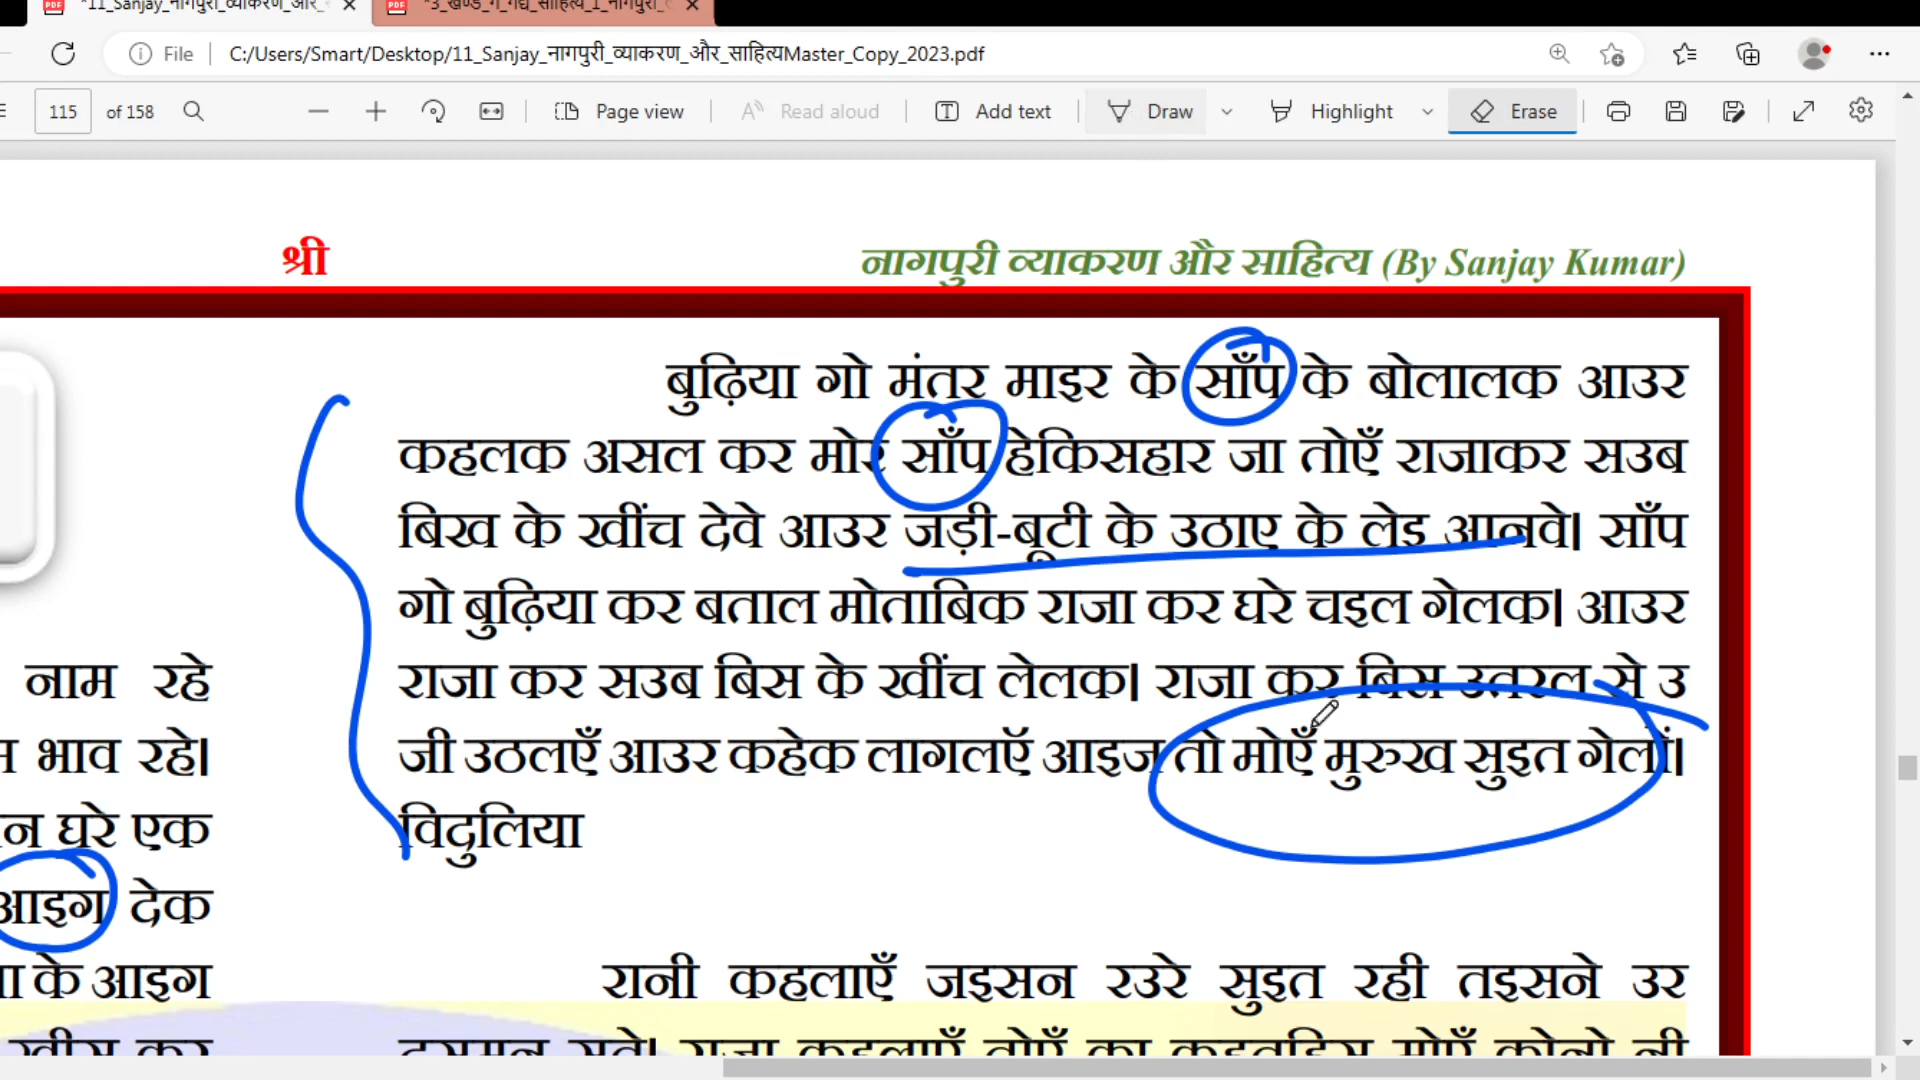 *11_Sanjay_नागपुरी_व्याकरण_और_
*3_खण्ड_ग_गद्य_साहित्य_1_नागपुरी_
File
C:/Users/Smart/Desktop/11_Sanjay_नागपुरी_व्याकरण_और_साहित्यMaster_Copy_2023.pdf
115 of 158
Page view
Read aloud
Add text
Draw
Highlight
Erase
श्री
नागपुरी व्याकरण और साहित्य (By Sanjay Kumar)
बुढ़िया गो मंतर माइर के साँप के बोलालक आउर
कहलक असल कर मोर साँप हेकिसहार जा तोएँ राजाकर सउब
बिख के खींच देवे आउर जड़ी-बूटी के उठाए के लेइ आनवे। साँप
गो बुढ़िया कर बताल मोताबिक राजा कर घरे चइल गेलक। आउर
राजा कर सउब बिस के खींच लेलक। राजा कर बिस उतरल से उ
जी उठलएँ आउर कहेक लागलएॅ आइज तो मोएँ मुरुख सुइत गेलों।
विदुलिया
रानी कहलाएँ जइसन रउरे सुइत रही तइसने उर
नाम रहे
भाव रहे।
घरे एक
आइग देक
के आइग